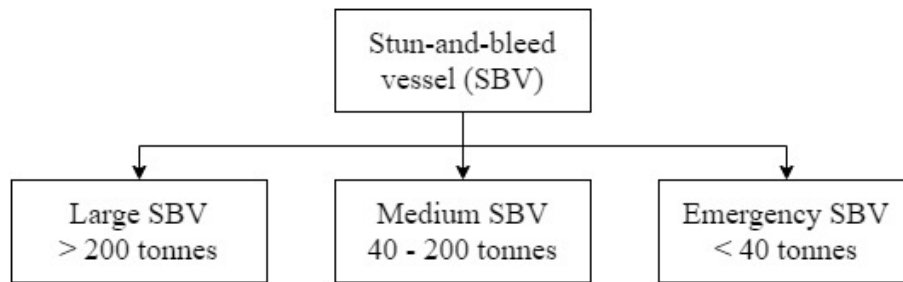 Stun-and-bleed
vessel (SBV)
Large SBV
> 200 tonnes
Medium SBV
40 - 200 tonnes
Emergency SBV
< 40 tonnes